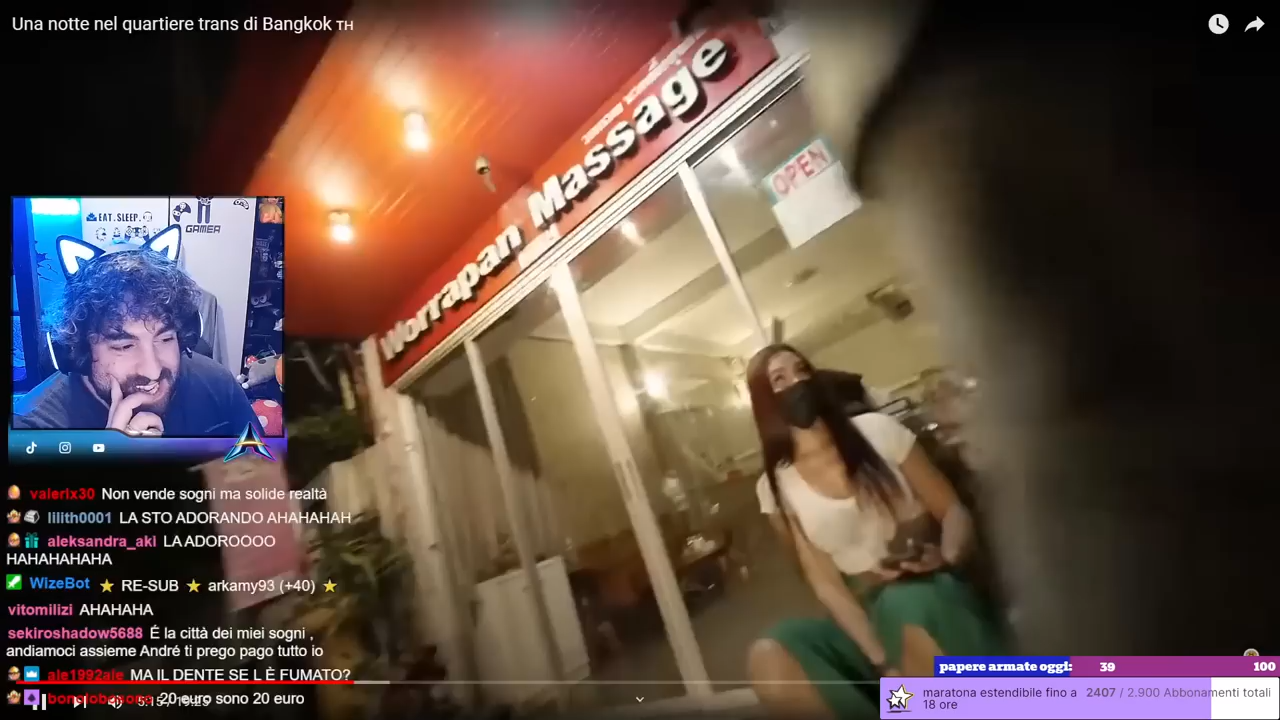 Una notte nel quartiere trans di Bangkok TH
Worrapan Massage
OPEN
EAT.SLEEP.
GAMER
valerix30 Non vende sogni ma solide realtà
lilith0001 LA STO ADORANDO AHAHAHAH
aleksandra_akl LA ADOROOOO
HAHAHAHAHA
WizeBot ★ RE-SUB ★ arkamy93 (+40) ★
vitomilizi AHAHAHA
sekiroshadow5688 É la città dei miei sogni ,
andiamoci assieme André ti prego pago tutto io
ale1992ale MA IL DENTE SE L È FUMATO?
20 euro sono 20 euro
papere armate oggi: 39 100
maratona estendibile fino a
18 ore
2407 / 2.900 Abbonamenti totali